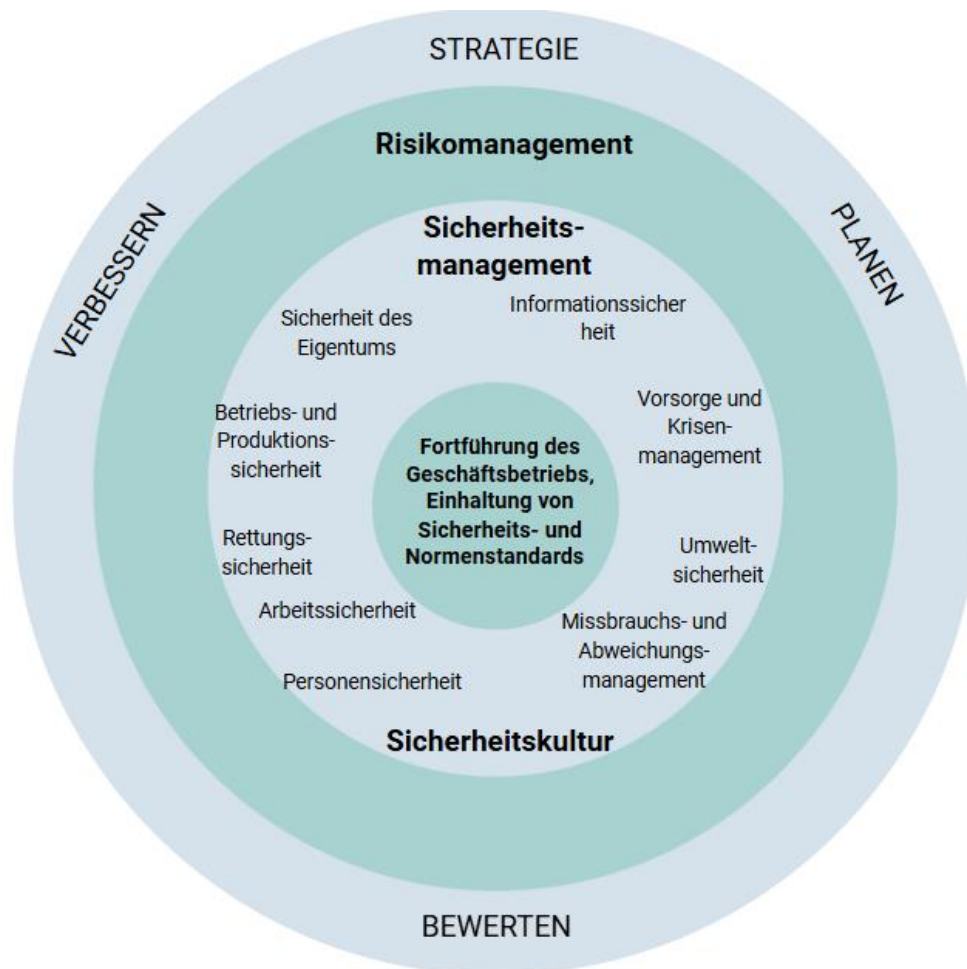 STRATEGIE
Risikomanagement
VERBESSERN
PLANEN
Sicherheits-
management
Sicherheit des
Eigentums
Informationssicher
heit
Betriebs- und
Produktions-
sicherheit
Vorsorge und
Krisen-
management
Fortführung des
Geschäftsbetriebs,
Einhaltung von
Sicherheits- und
Normenstandards
Rettungs-
sicherheit
Umwelt-
sicherheit
Arbeitssicherheit
Missbrauchs- und
Abweichungs-
management
Personensicherheit
Sicherheitskultur
BEWERTEN